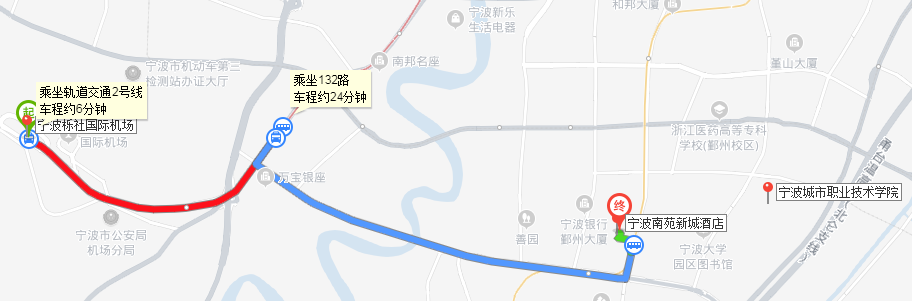 和邦大厦
宁波新乐
生活电器
堇山大厦
南邦名座
宁波市机动车第三
检测站办证大厅
乘坐132路
车程约24分钟
乘坐轨道交通2号线
车程约6分钟
起
宁波栎社国际机场
国际机场
浙江医药高等专科
学校(鄞州校区)
万宝银座
宁波城市职业技术学院
终
宁波南苑新城酒店
宁波银行
鄞州大厦
善园
宁波市公安局
机场分局
宁波大学
园区图书馆